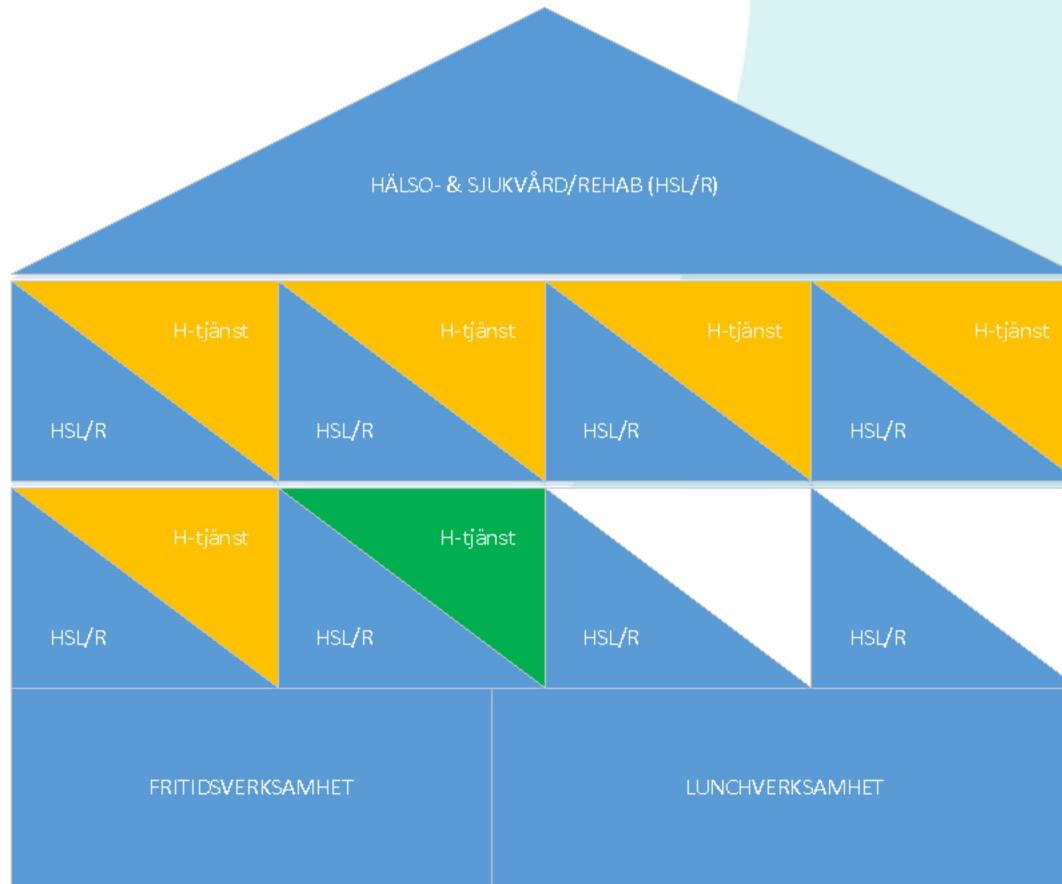 HÄLSO- & SJUKVÅRD/REHAB (HSL/R)
H-tjänst
H-tjänst
H-tjänst
H-tjänst
HSL/R
HSL/R
HSL/R
HSL/R
H-tjänst
H-tjänst
HSL/R
HSL/R
HSL/R
HSL/R
FRITIDSVERKSAMHET
LUNCHVERKSAMHET